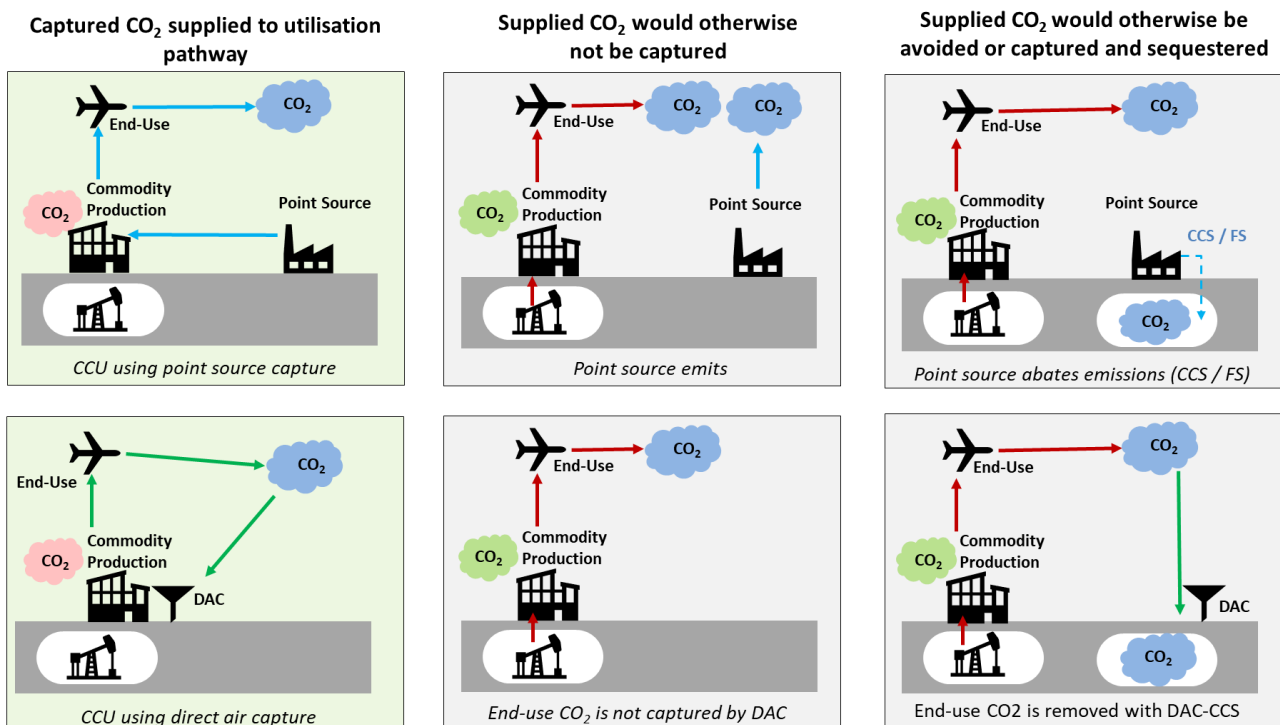 Captured CO₂ supplied to utilisation
pathway
Supplied CO₂ would otherwise
not be captured
Supplied CO₂ would otherwise be
avoided or captured and sequestered
CO₂
End-Use
Commodity
Production
CO₂
Point Source
CCU using point source capture
CO₂
CO₂
End-Use
Commodity
Production
CO₂
Point Source
Point source emits
CO₂
End-Use
Commodity
Production
CO₂
Point Source
CCS / FS
CO₂
Point source abates emissions (CCS / FS)
CO₂
End-Use
Commodity
Production
CO₂
DAC
CCU using direct air capture
CO₂
End-Use
Commodity
Production
CO₂
End-use CO₂ is not captured by DAC
CO₂
End-Use
Commodity
Production
CO₂
DAC
CO₂
End-use CO2 is removed with DAC-CCS